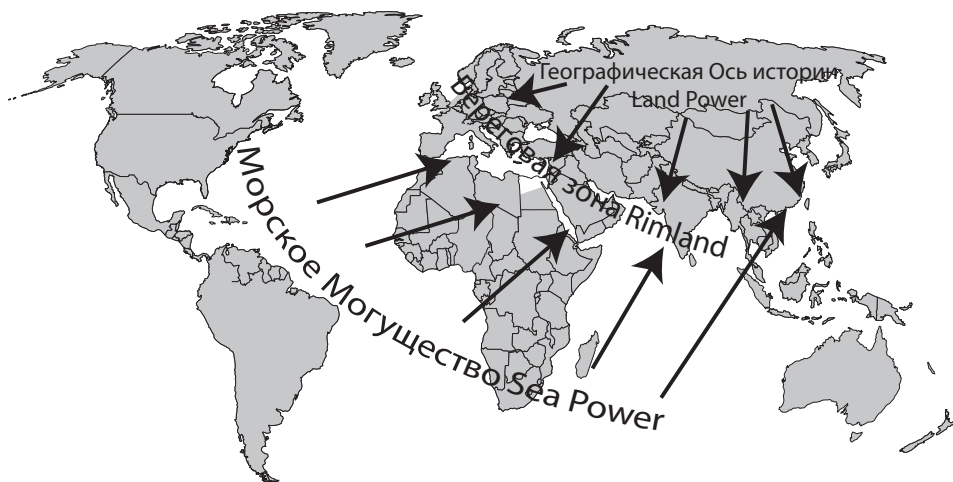 Географическая Ось истории
Land Power
Береговая зона Rimland
Морское Могущество Sea Power